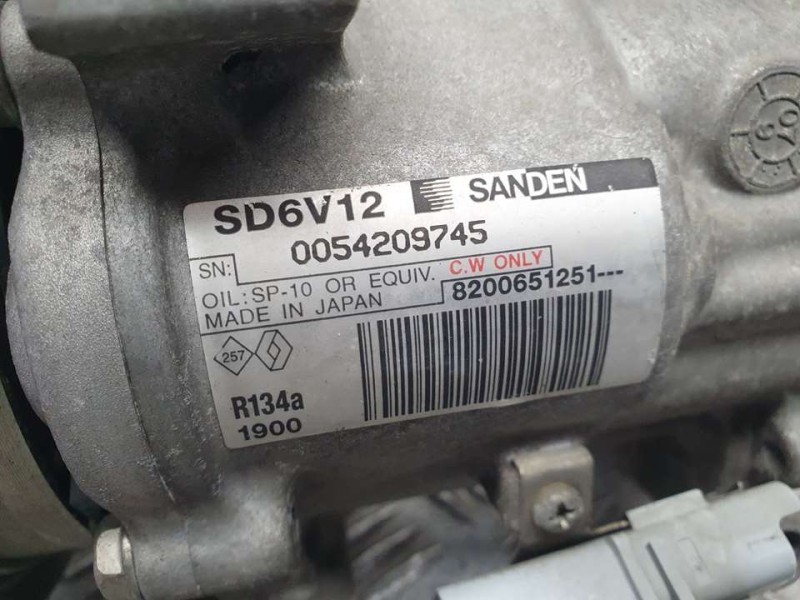 SD6V12 SANDEN
SN: 0054209745
OIL: SP-10 OR EQUIV. C.W ONLY
MADE IN JAPAN 8200651251---
257
R134a
1900